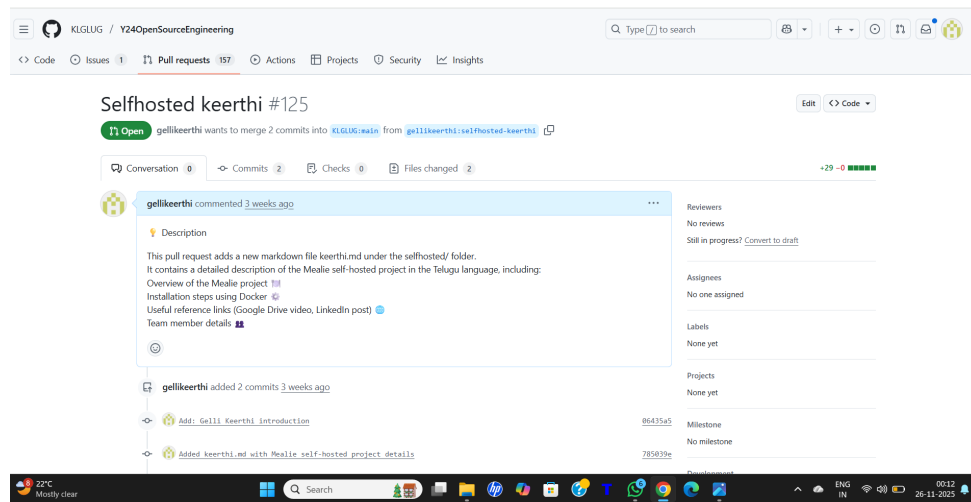 KLGLUG / Y24OpenSourceEngineering
Type / to search
Code
Issues 1
Pull requests 157
Actions
Projects
Security
Insights
Selfhosted keerthi #125
Edit
Code
Open
gellikeerthi wants to merge 2 commits into KLGLUG:main from gellikeerthi:selfhosted-keerthi
Conversation 0
Commits 2
Checks 0
Files changed 2
+29 −0
gellikeerthi commented 3 weeks ago
Description
This pull request adds a new markdown file keerthi.md under the selfhosted/ folder.
It contains a detailed description of the Mealie self-hosted project in the Telugu language, including:
Overview of the Mealie project
Installation steps using Docker
Useful reference links (Google Drive video, LinkedIn post)
Team member details
gellikeerthi added 2 commits 3 weeks ago
Add: Gelli Keerthi introduction
06435a5
Added keerthi.md with Mealie self-hosted project details
785039e
Reviewers
No reviews
Still in progress? Convert to draft
Assignees
No one assigned
Labels
None yet
Projects
None yet
Milestone
No milestone
Development
8
22°C
Mostly clear
Search
hp
T
6
ENG
IN
00:12
26-11-2025